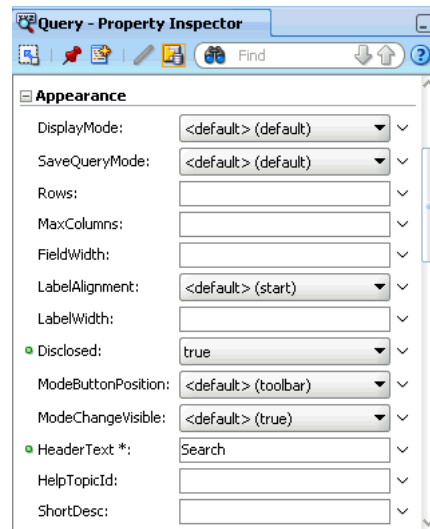 Query - Property Inspector
Find
Appearance
DisplayMode: <default> (default)
SaveQueryMode: <default> (default)
Rows:
MaxColumns:
FieldWidth:
LabelAlignment: <default> (start)
LabelWidth:
Disclosed: true
ModeButtonPosition: <default> (toolbar)
ModeChangeVisible: <default> (true)
HeaderText *: Search
HelpTopicId:
ShortDesc: